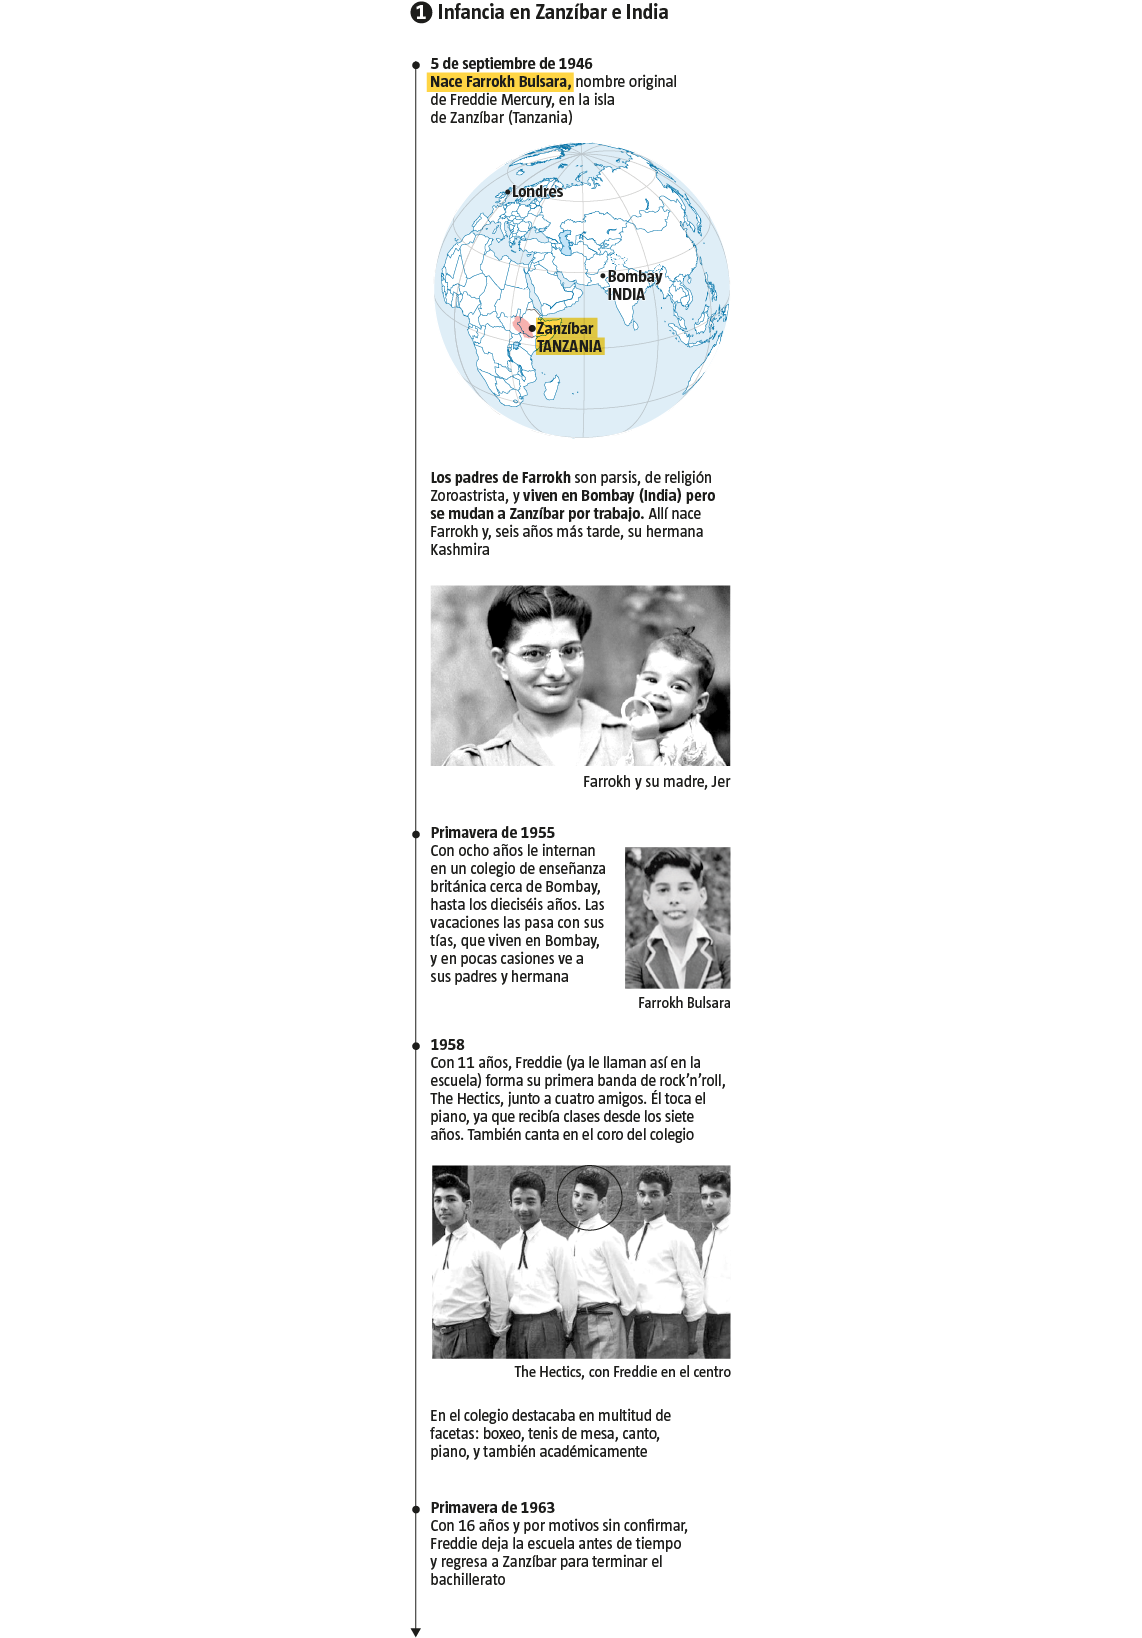 1 Infancia en Zanzíbar e India
5 de septiembre de 1946
Nace Farrokh Bulsara, nombre original
de Freddie Mercury, en la isla
de Zanzíbar (Tanzania)
Londres
Bombay
INDIA
Zanzíbar
TANZANIA
Los padres de Farrokh son parsis, de religión
Zoroastrista, y viven en Bombay (India) pero
se mudan a Zanzíbar por trabajo. Allí nace
Farrokh y, seis años más tarde, su hermana
Kashmira
Farrokh y su madre, Jer
Primavera de 1955
Con ocho años le internan
en un colegio de enseñanza
británica cerca de Bombay,
hasta los dieciséis años. Las
vacaciones las pasa con sus
tías, que viven en Bombay,
y en pocas casiones ve a
sus padres y hermana
Farrokh Bulsara
1958
Con 11 años, Freddie (ya le llaman así en la
escuela) forma su primera banda de rock’n’roll,
The Hectics, junto a cuatro amigos. Él toca el
piano, ya que recibía clases desde los siete
años. También canta en el coro del colegio
The Hectics, con Freddie en el centro
En el colegio destacaba en multitud de
facetas: boxeo, tenis de mesa, canto,
piano, y también académicamente
Primavera de 1963
Con 16 años y por motivos sin confirmar,
Freddie deja la escuela antes de tiempo
y regresa a Zanzíbar para terminar el
bachillerato